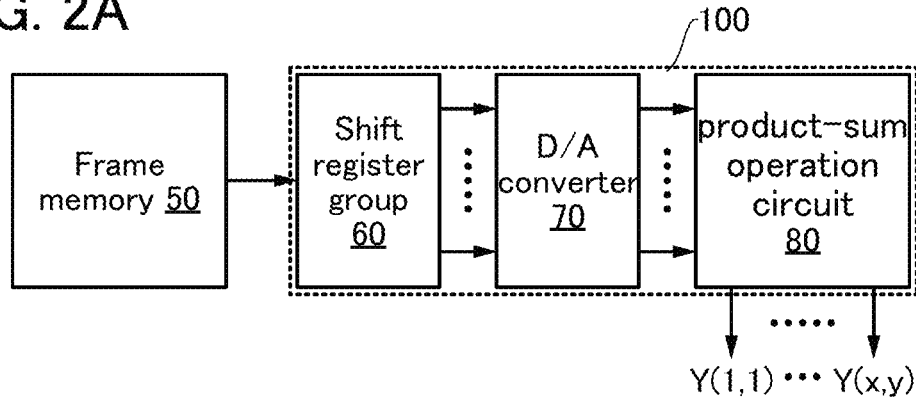 G. 2A
100
Frame
memory 50
Shift
register
group
60
D/A
converter
70
product-sum
operation
circuit
80
Y(1,1) ••• Y(x,y)